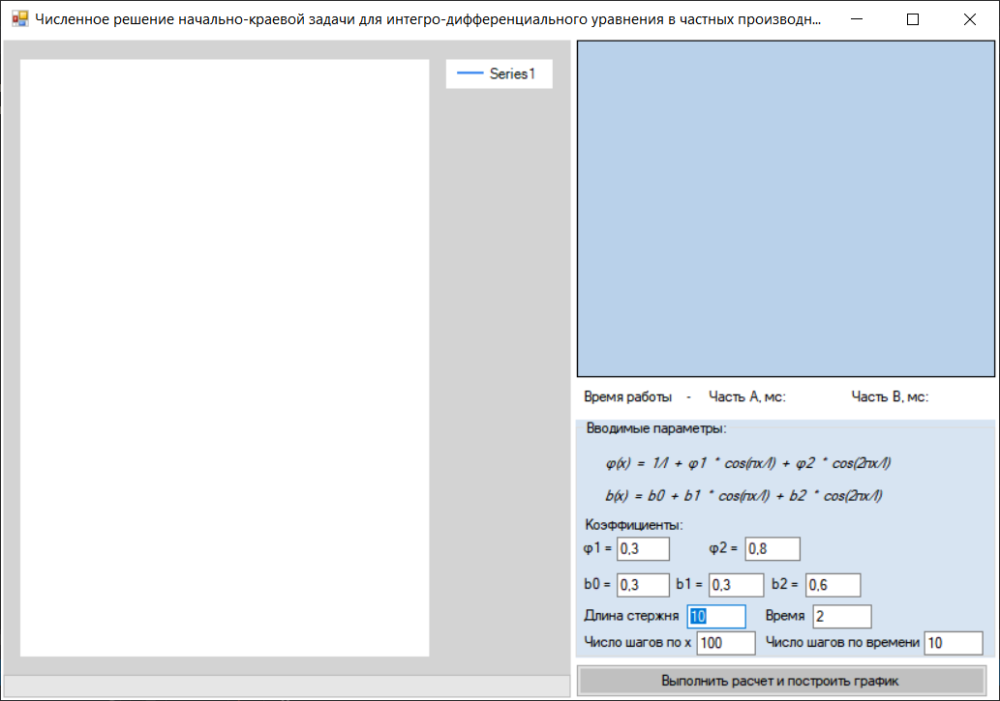 Численное решение начально-краевой задачи для интегро-дифференциального уравнения в частных производн...
Series1
Время работы - Часть А, мс: Часть В, мс:
Вводимые параметры:
φ(x) = 1/l + φ1 * cos(πx/l) + φ2 * cos(2πx/l)
b(x) = b0 + b1 * cos(πx/l) + b2 * cos(2πx/l)
Коэффициенты:
φ1 = 0,3 φ2 = 0,8
b0 = 0,3 b1 = 0,3 b2 = 0,6
Длина стержня 10 Время 2
Число шагов по x 100 Число шагов по времени 10
Выполнить расчет и построить график